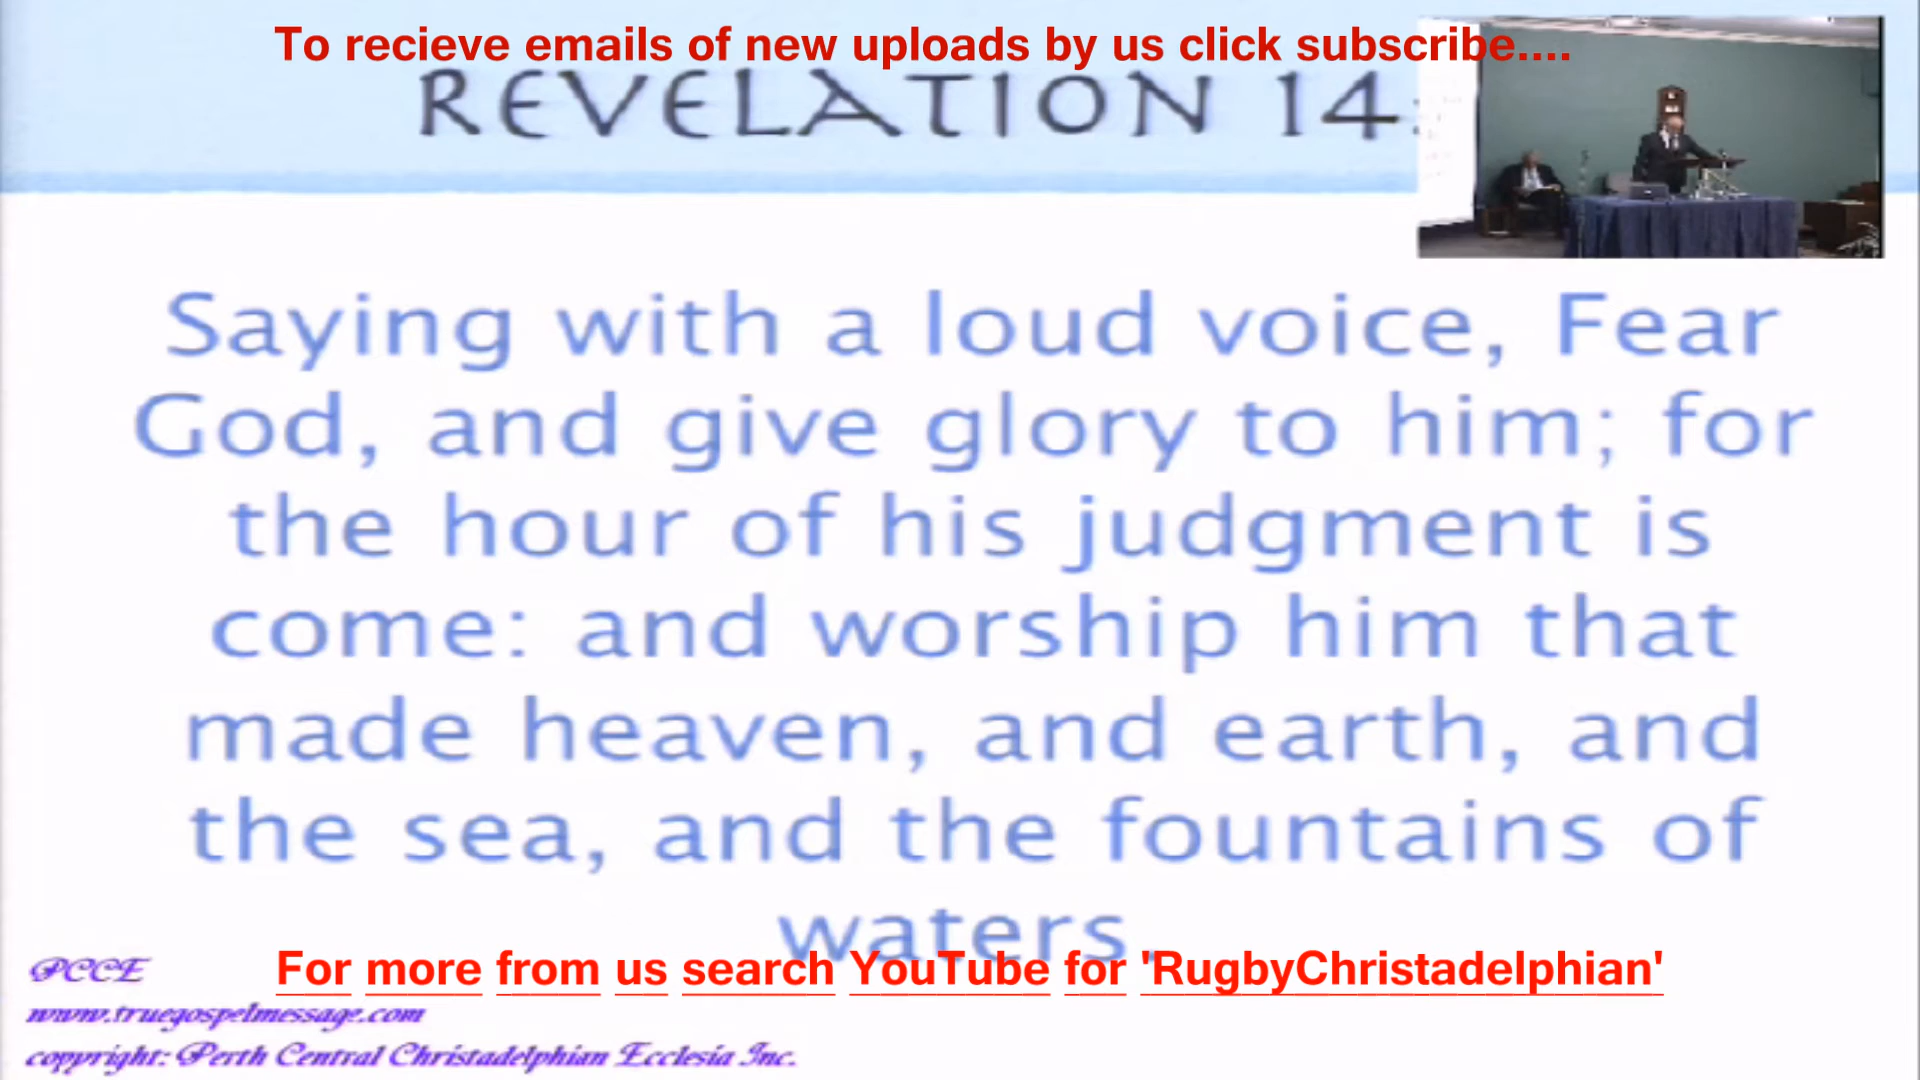 To recieve emails of new uploads by us click subscribe....
REVELATION 14:
Saying with a loud voice, Fear
God, and give glory to him; for
the hour of his judgment is
come: and worship him that
made heaven, and earth, and
the sea, and the fountains of
waters.
For more from us search YouTube for 'RugbyChristadelphian'
PCCE
www.truegospelmessage.com
copyright: Perth Central Christadelphian Ecclesia Inc.